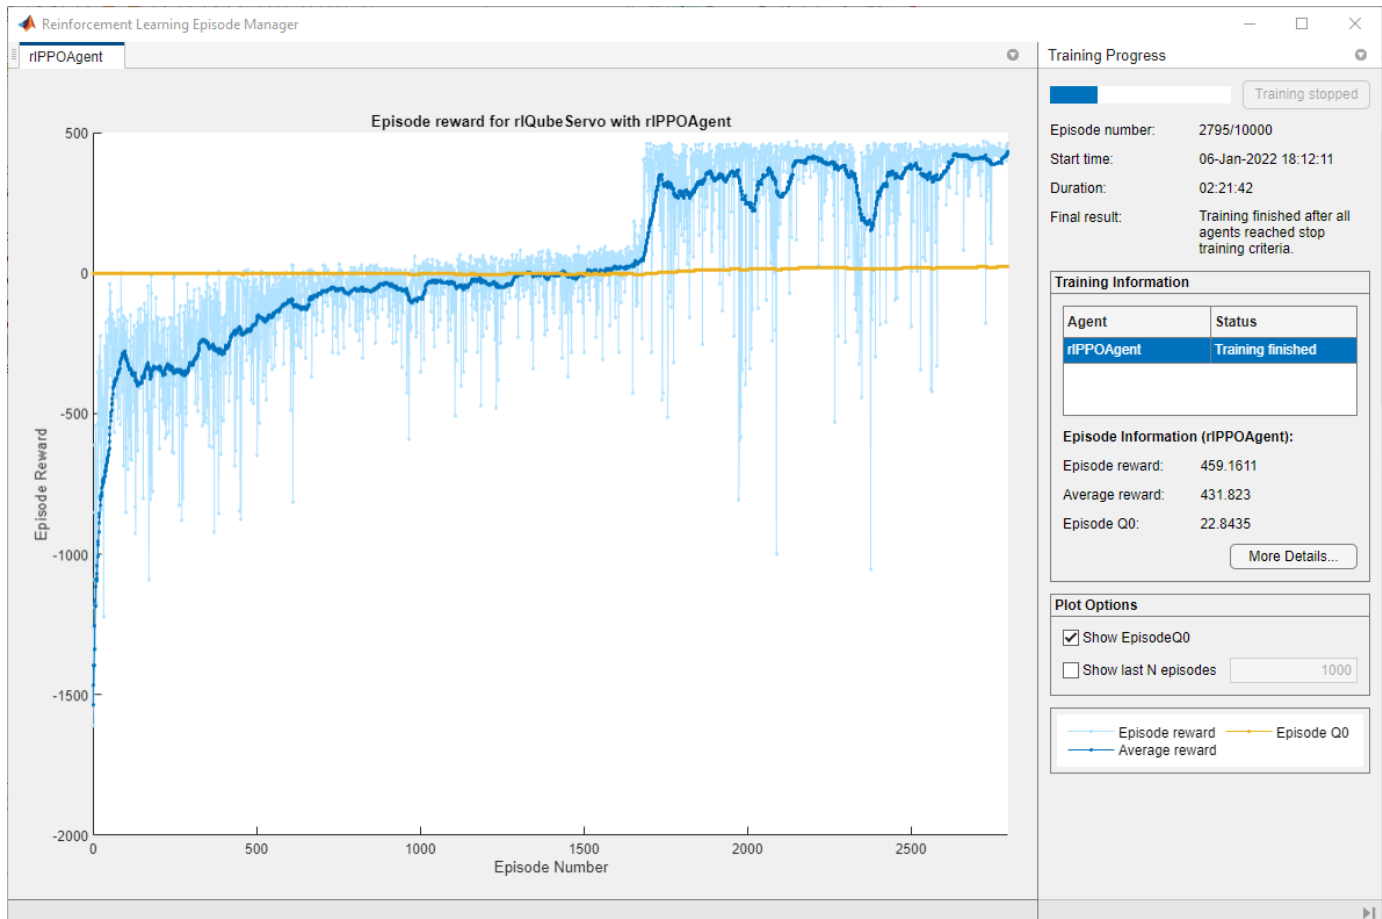 Reinforcement Learning Episode Manager
rlPPOAgent
Episode reward for rlQubeServo with rlPPOAgent
500
0
-500
-1000
-1500
-2000
Episode Reward
0 500 1000 1500 2000 2500
Episode Number
Training Progress
Training stopped
Episode number: 2795/10000
Start time: 06-Jan-2022 18:12:11
Duration: 02:21:42
Final result: Training finished after all
agents reached stop
training criteria.
Training Information
Agent Status
rlPPOAgent Training finished
Episode Information (rlPPOAgent):
Episode reward: 459.1611
Average reward: 431.823
Episode Q0: 22.8435
More Details...
Plot Options
Show EpisodeQ0
Show last N episodes 1000
Episode reward Episode Q0
Average reward